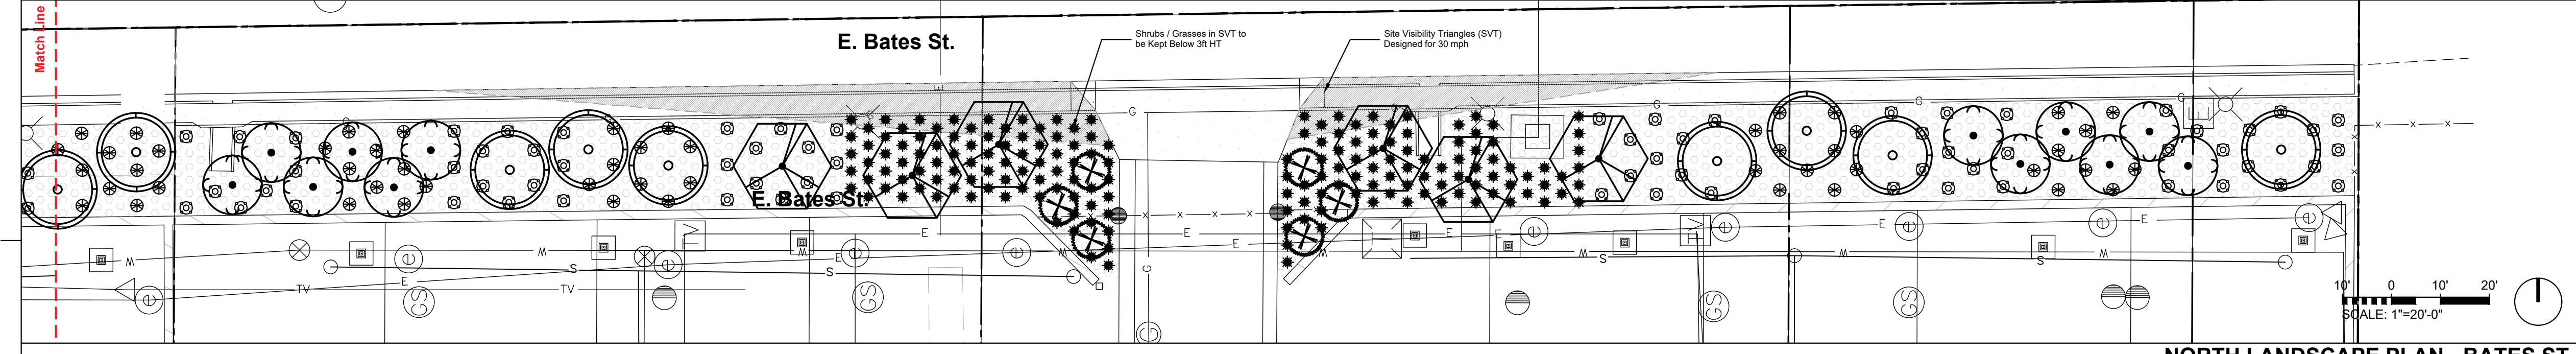 Match Line
E. Bates St.
Shrubs / Grasses in SVT to
be Kept Below 3ft HT
Site Visibility Triangles (SVT)
Designed for 30 mph
E
G
G
G
G
E. Bates St.
x x x x
x x x
E
E
E
E
E
E
E
E
E
M
M
M
M
M
M
M
M
S
S
S
S
TV
TV
TV
TV
T
e
e
e
e
e
e
e
e
e
e
GS
GS
GS
GS
G
G
10' 0 10' 20'
SCALE: 1"=20'-0"
NORTH LANDSCAPE PLAN - BATES ST